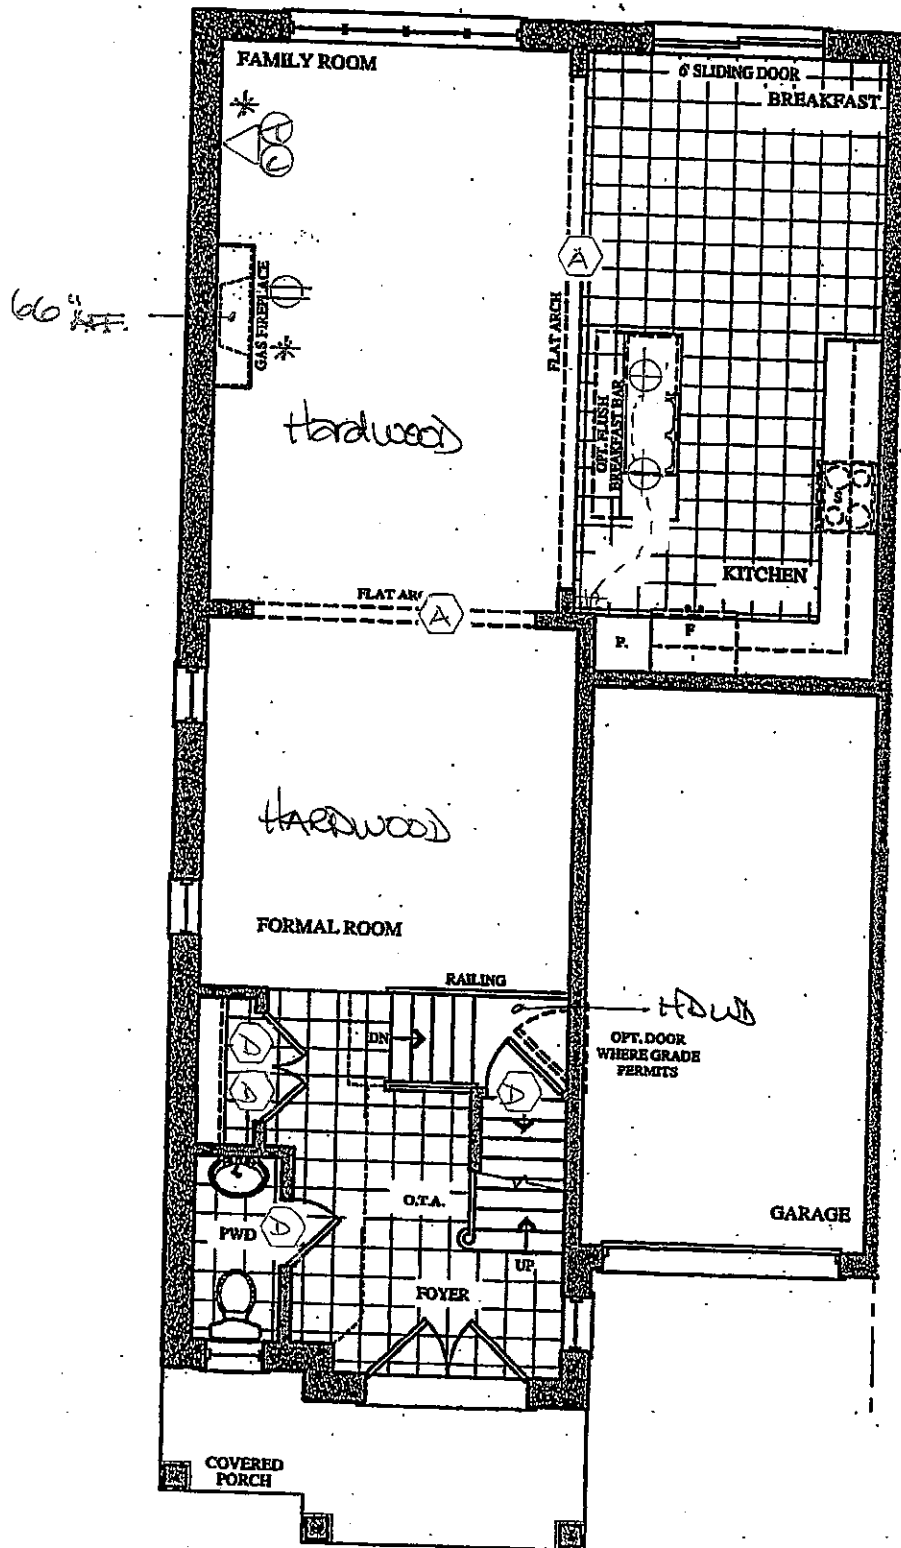 FAMILY ROOM
6' SLIDING DOOR
BREAKFAST
A
C
A
66"
GAS FIREPLACE
FLAT ARCH
Hardwood
OPT. FLUSH
BREAKFAST BAR
S
KITCHEN
FLAT ARC
A
P.
F
HARDWOOD
FORMAL ROOM
RAILING
HDWD
DN
OPT. DOOR
WHERE GRADE
PERMITS
D
D
D
O.T.A.
PWD
D
GARAGE
UP
FOYER
COVERED
PORCH